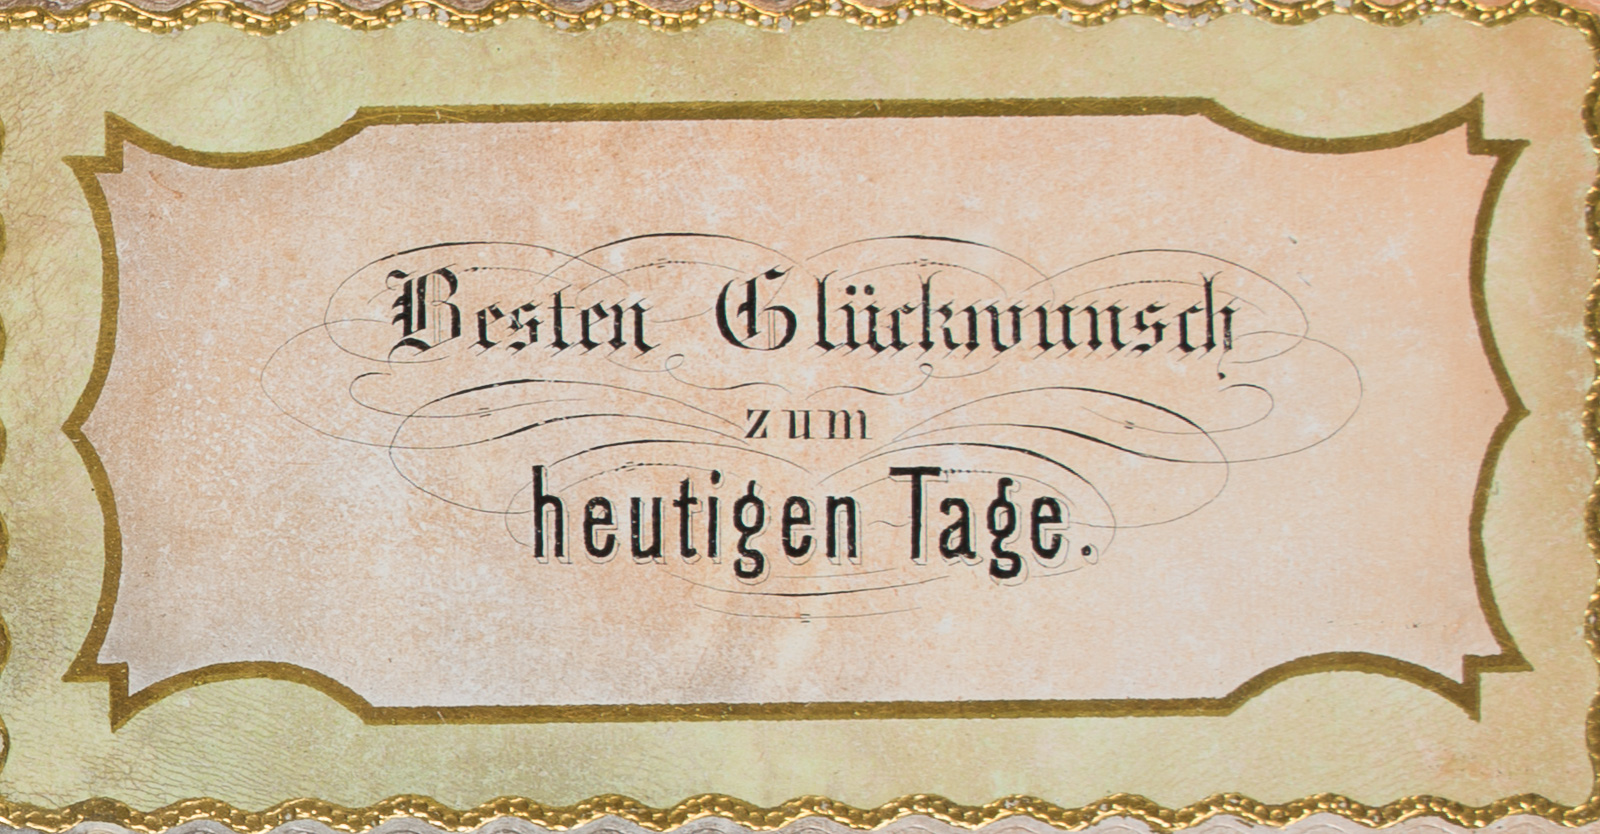 Besten Glückwunsch
zum
heutigen Tage.